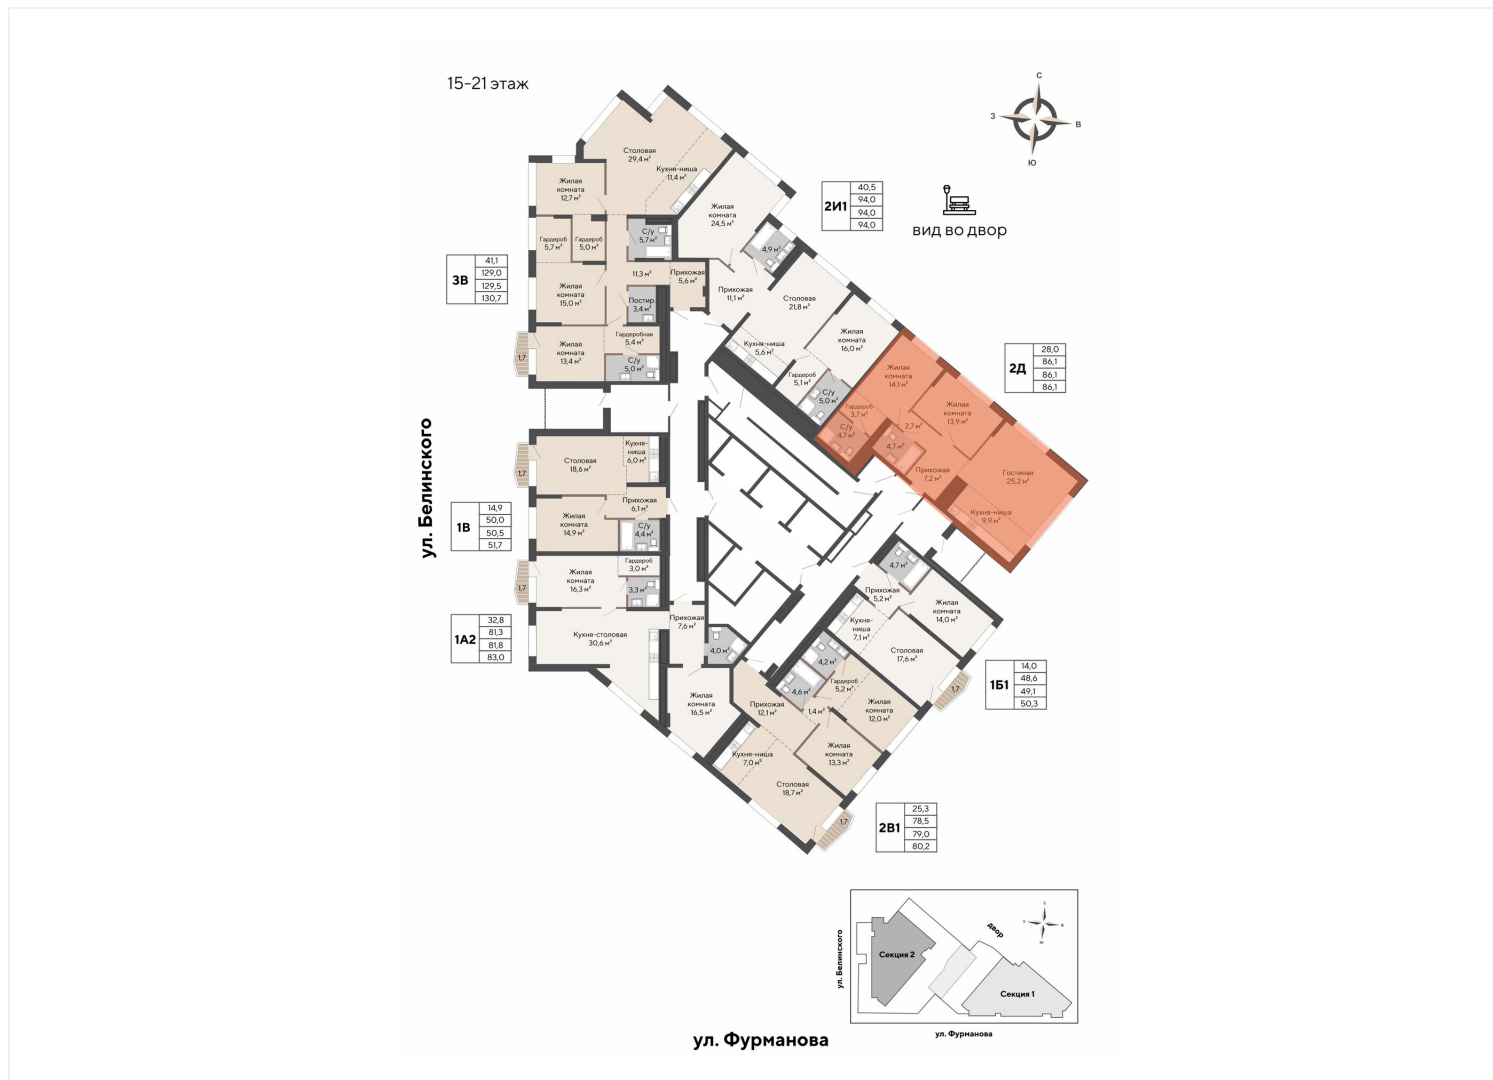 15-21 этаж
С
З
В
Ю
Столовая
29,4 м²
Кухня-ниша
11,4 м²
Жилая
комната
12,7 м²
Гардероб
5,7 м²
Гардероб
5,0 м²
С/у
5,7 м²
11,3 м²
Прихожая
5,6 м²
Жилая
комната
15,0 м²
Постир.
3,4 м²
Гардеробная
5,4 м²
Жилая
комната
13,4 м²
С/у
5,0 м²
1,7
3В
41,1
129,0
129,5
130,7
Жилая
комната
24,5 м²
4,9 м²
Прихожая
11,1 м²
Столовая
21,8 м²
Кухня-ниша
5,6 м²
Жилая
комната
16,0 м²
Гардероб
5,1 м²
С/у
5,0 м²
2И1
40,5
94,0
94,0
94,0
вид во двор
Жилая
комната
14,1 м²
Гардероб
3,7 м²
С/у
4,7 м²
2,7 м²
4,7 м²
Жилая
комната
13,9 м²
Прихожая
7,2 м²
Гостиная
25,2 м²
Кухня-ниша
9,9 м²
2Д
28,0
86,1
86,1
86,1
ул. Белинского
Столовая
18,6 м²
Кухня-
ниша
6,0 м²
1,7
Прихожая
6,1 м²
Жилая
комната
14,9 м²
С/у
4,4 м²
1В
14,9
50,0
50,5
51,7
Жилая
комната
16,3 м²
Гардероб
3,0 м²
3,3 м²
1,7
Кухня-столовая
30,6 м²
Прихожая
7,6 м²
4,0 м²
Жилая
комната
16,5 м²
1А2
32,8
81,3
81,8
83,0
4,7 м²
Прихожая
5,2 м²
Жилая
комната
14,0 м²
Кухня-
ниша
7,1 м²
Столовая
17,6 м²
1,7
1Б1
14,0
48,6
49,1
50,3
4,2 м²
Гардероб
5,2 м²
4,6 м²
1,4 м²
Жилая
комната
12,0 м²
Прихожая
12,1 м²
Жилая
комната
13,3 м²
Кухня-ниша
7,0 м²
Столовая
18,7 м²
1,7
2В1
25,3
78,5
79,0
80,2
ул. Белинского
Секция 2
двор
Секция 1
С
З
В
Ю
ул. Фурманова
ул. Фурманова